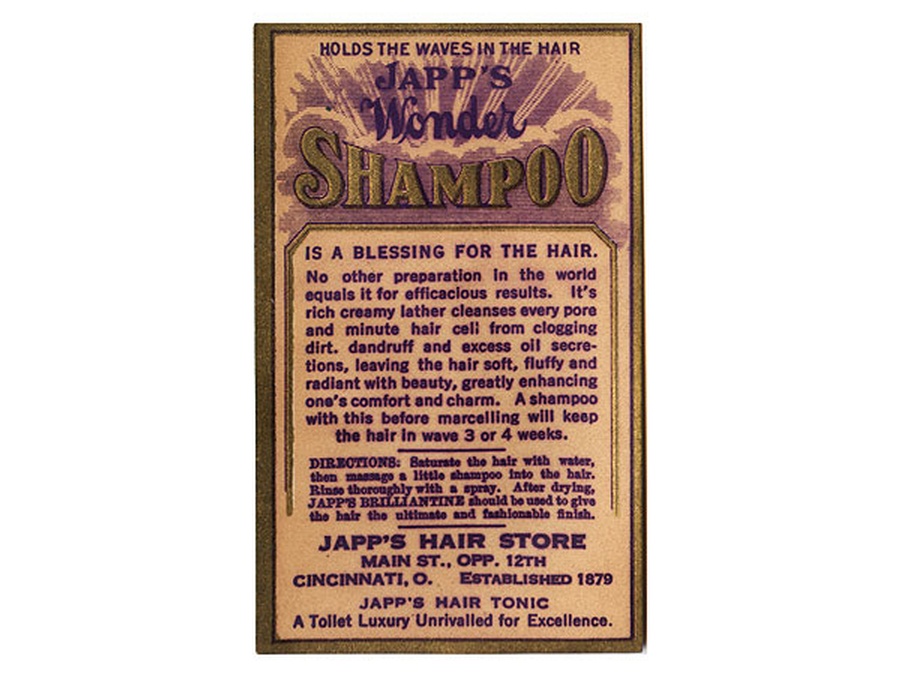 HOLDS THE WAVES IN THE HAIR
JAPP'S
Wonder
SHAMPOO
IS A BLESSING FOR THE HAIR.
No other preparation in the world
equals it for efficacious results. It's
rich creamy lather cleanses every pore
and minute hair cell from clogging
dirt. dandruff and excess oil secre-
tions, leaving the hair soft, fluffy and
radiant with beauty, greatly enhancing
one's comfort and charm. A shampoo
with this before marcelling will keep
the hair in wave 3 or 4 weeks.
DIRECTIONS: Saturate the hair with water,
then massage a little shampoo into the hair.
Rinse thoroughly with a spray. After drying,
JAPP'S BRILLIANTINE should be used to give
the hair the ultimate and fashionable finish.
JAPP'S HAIR STORE
MAIN ST., OPP. 12TH
CINCINNATI, O. ESTABLISHED 1879
JAPP'S HAIR TONIC
A Toilet Luxury Unrivalled for Excellence.